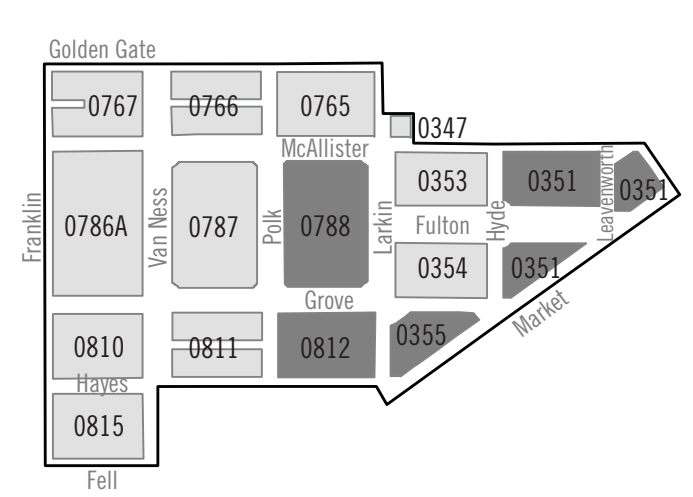 Golden Gate
0767
0766
0765
0347
McAllister
0353
0351
Leavenworth
0351
Franklin
0786A
Van Ness
0787
Polk
0788
Larkin
Fulton
Hyde
0354
0351
Market
Grove
0810
0811
0812
0355
Hayes
0815
Fell